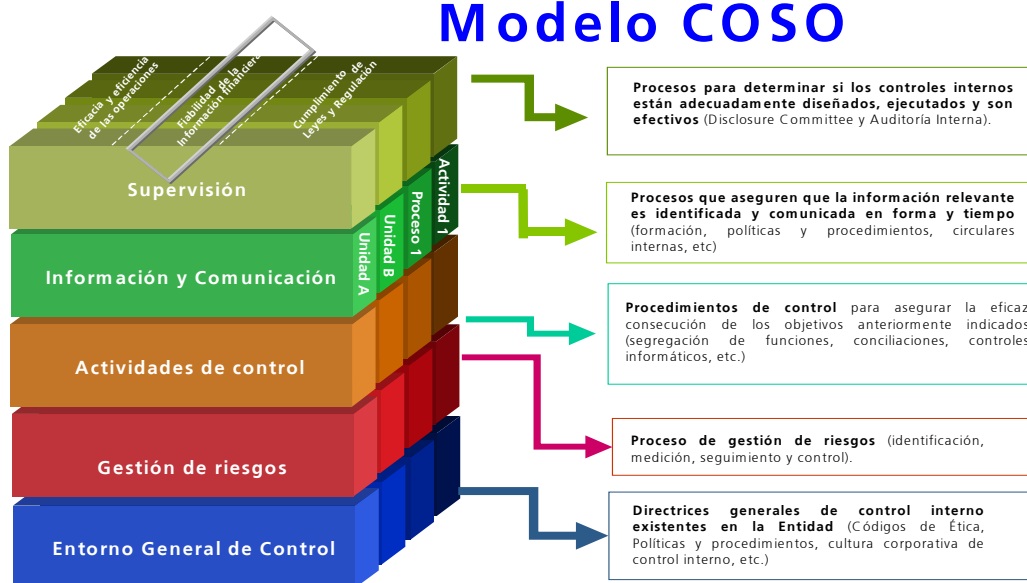 Modelo COSO
Eficacia y eficiencia
de las operaciones
Fiabilidad de la
Información financiera
Cumplimiento de
Leyes y Regulación
Supervisión
Información y Comunicación
Actividades de control
Gestión de riesgos
Entorno General de Control
Unidad A
Unidad B
Proceso 1
Actividad 1
Procesos para determinar si los controles internos
están adecuadamente diseñados, ejecutados y son
efectivos (Disclosure Committee y Auditoría Interna).
Procesos que aseguren que la información relevante
es identificada y comunicada en forma y tiempo
(formación, políticas y procedimientos, circulares
internas, etc)
Procedimientos de control para asegurar la eficaz
consecución de los objetivos anteriormente indicados
(segregación de funciones, conciliaciones, controles
informáticos, etc.)
Proceso de gestión de riesgos (identificación,
medición, seguimiento y control).
Directrices generales de control interno
existentes en la Entidad (Códigos de Ética,
Políticas y procedimientos, cultura corporativa de
control interno, etc.)